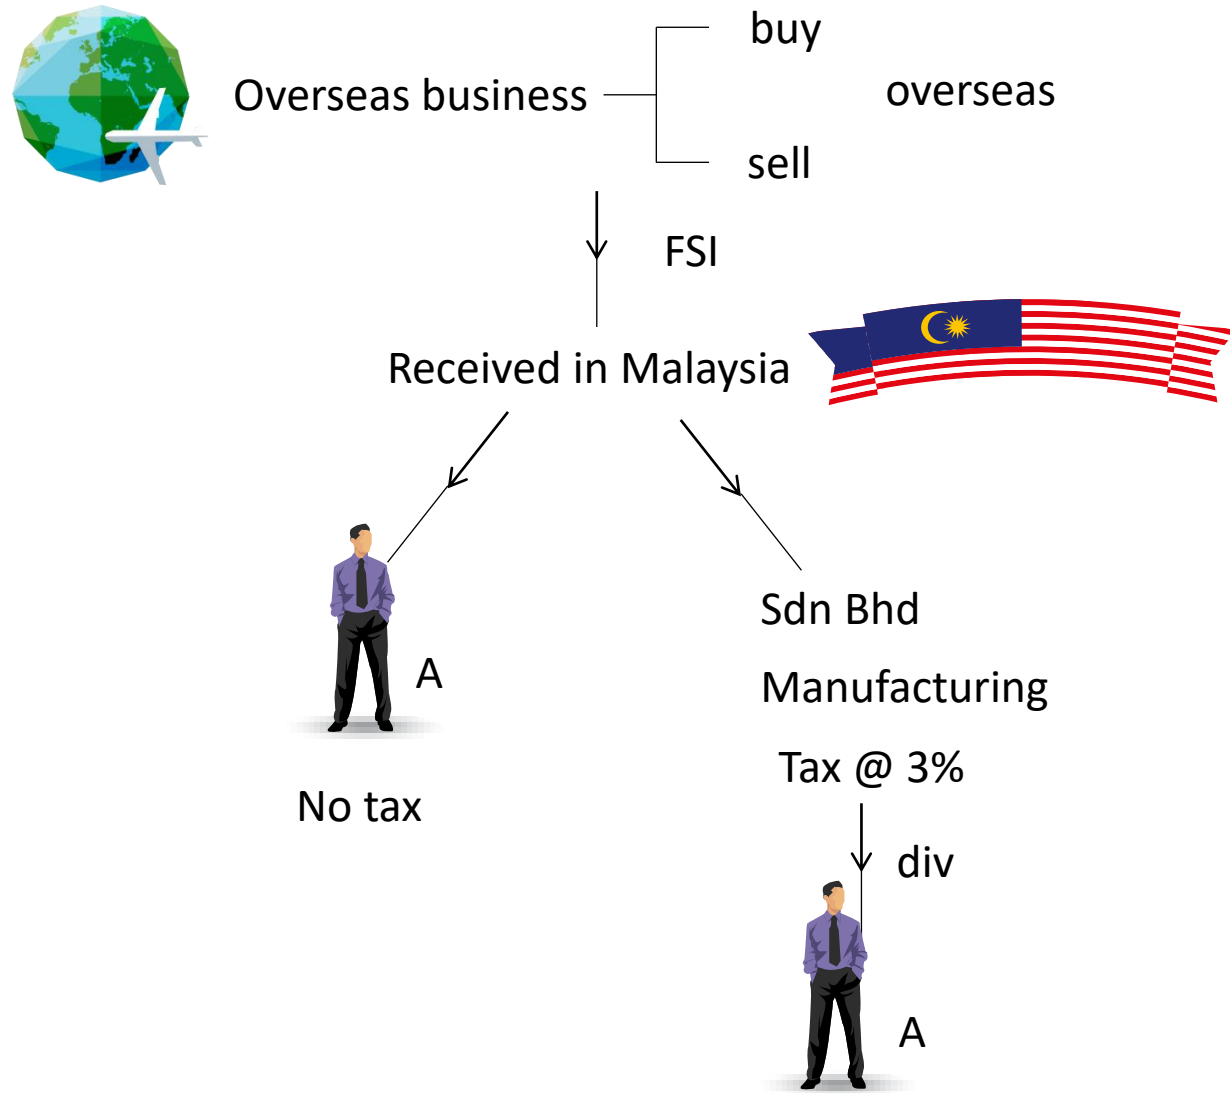 buy
Overseas business
overseas
sell
FSI
Received in Malaysia
Sdn Bhd
A
Manufacturing
Tax @ 3%
No tax
div
A